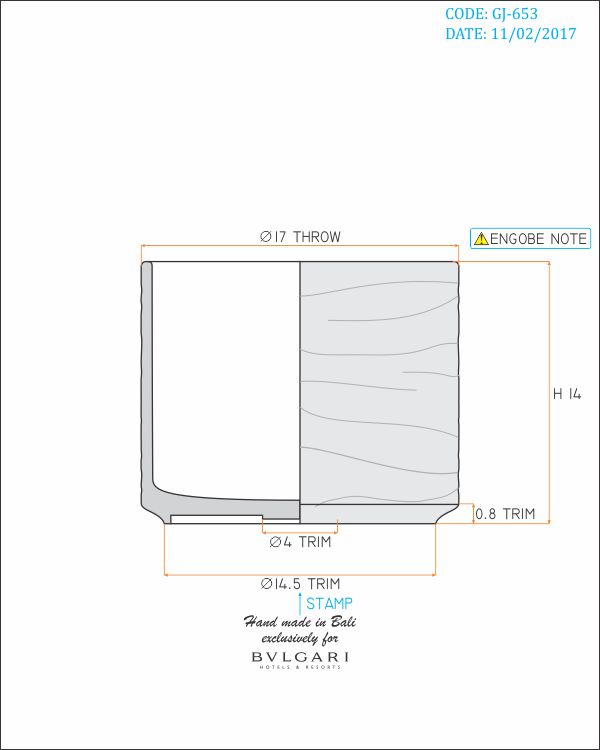 CODE: GJ-653
DATE: 11/02/2017
Ø17 THROW
ENGOBE NOTE
H 14
0.8 TRIM
Ø4 TRIM
Ø14.5 TRIM
STAMP
Hand made in Bali
exclusively for
BVLGARI
HOTELS & RESORTS